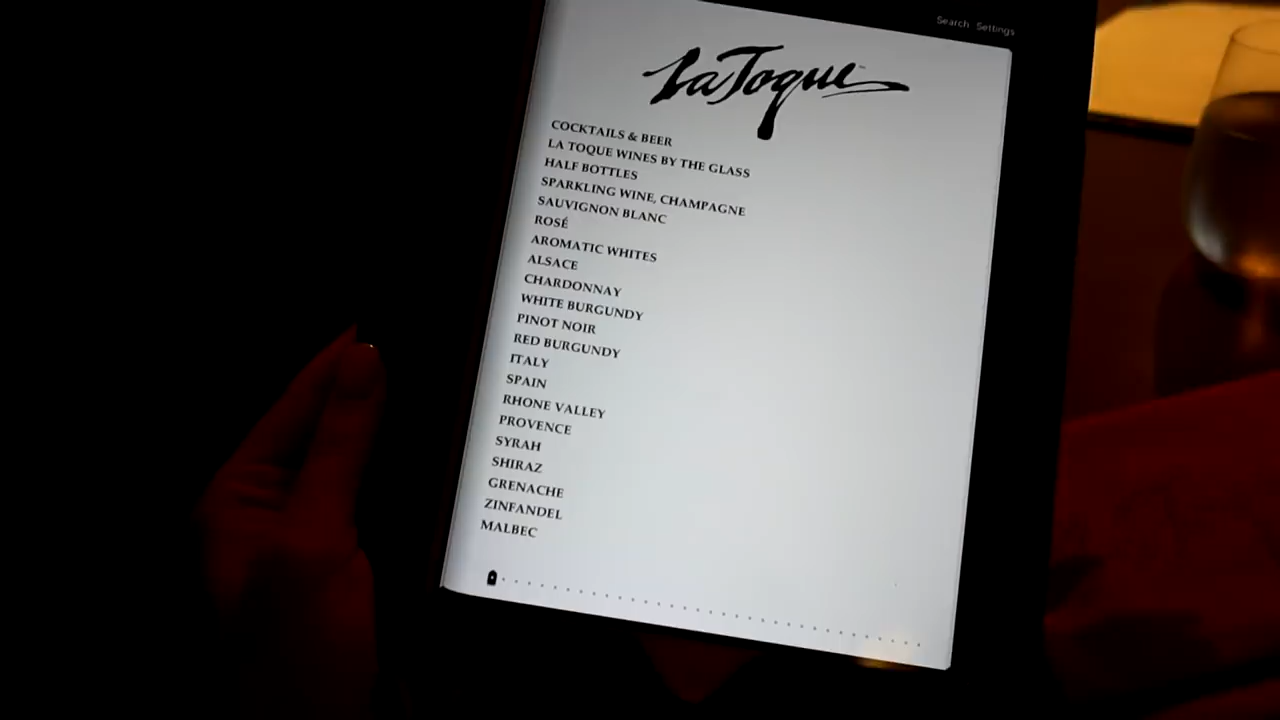 Search Settings
La Toque™
COCKTAILS & BEER
LA TOQUE WINES BY THE GLASS
HALF BOTTLES
SPARKLING WINE, CHAMPAGNE
SAUVIGNON BLANC
ROSÉ
AROMATIC WHITES
ALSACE
CHARDONNAY
WHITE BURGUNDY
PINOT NOIR
RED BURGUNDY
ITALY
SPAIN
RHONE VALLEY
PROVENCE
SYRAH
SHIRAZ
GRENACHE
ZINFANDEL
MALBEC